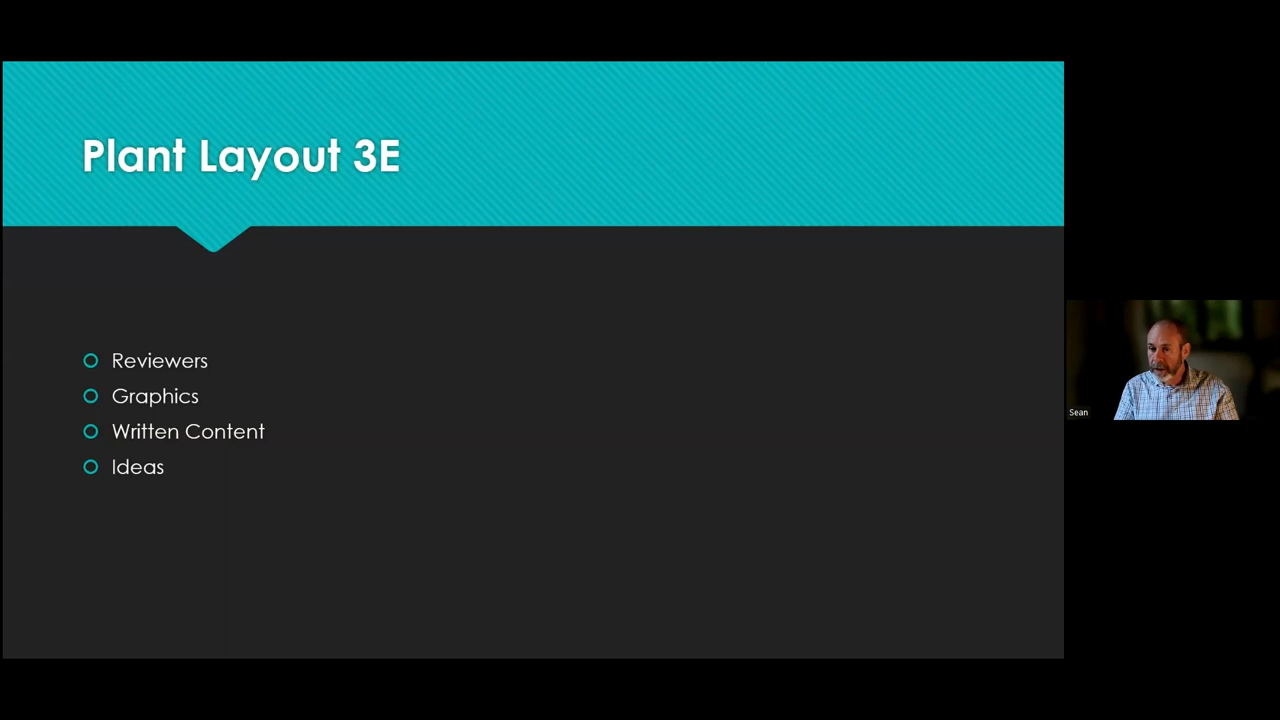 Plant Layout 3E
Reviewers
Graphics
Written Content
Ideas
Sean